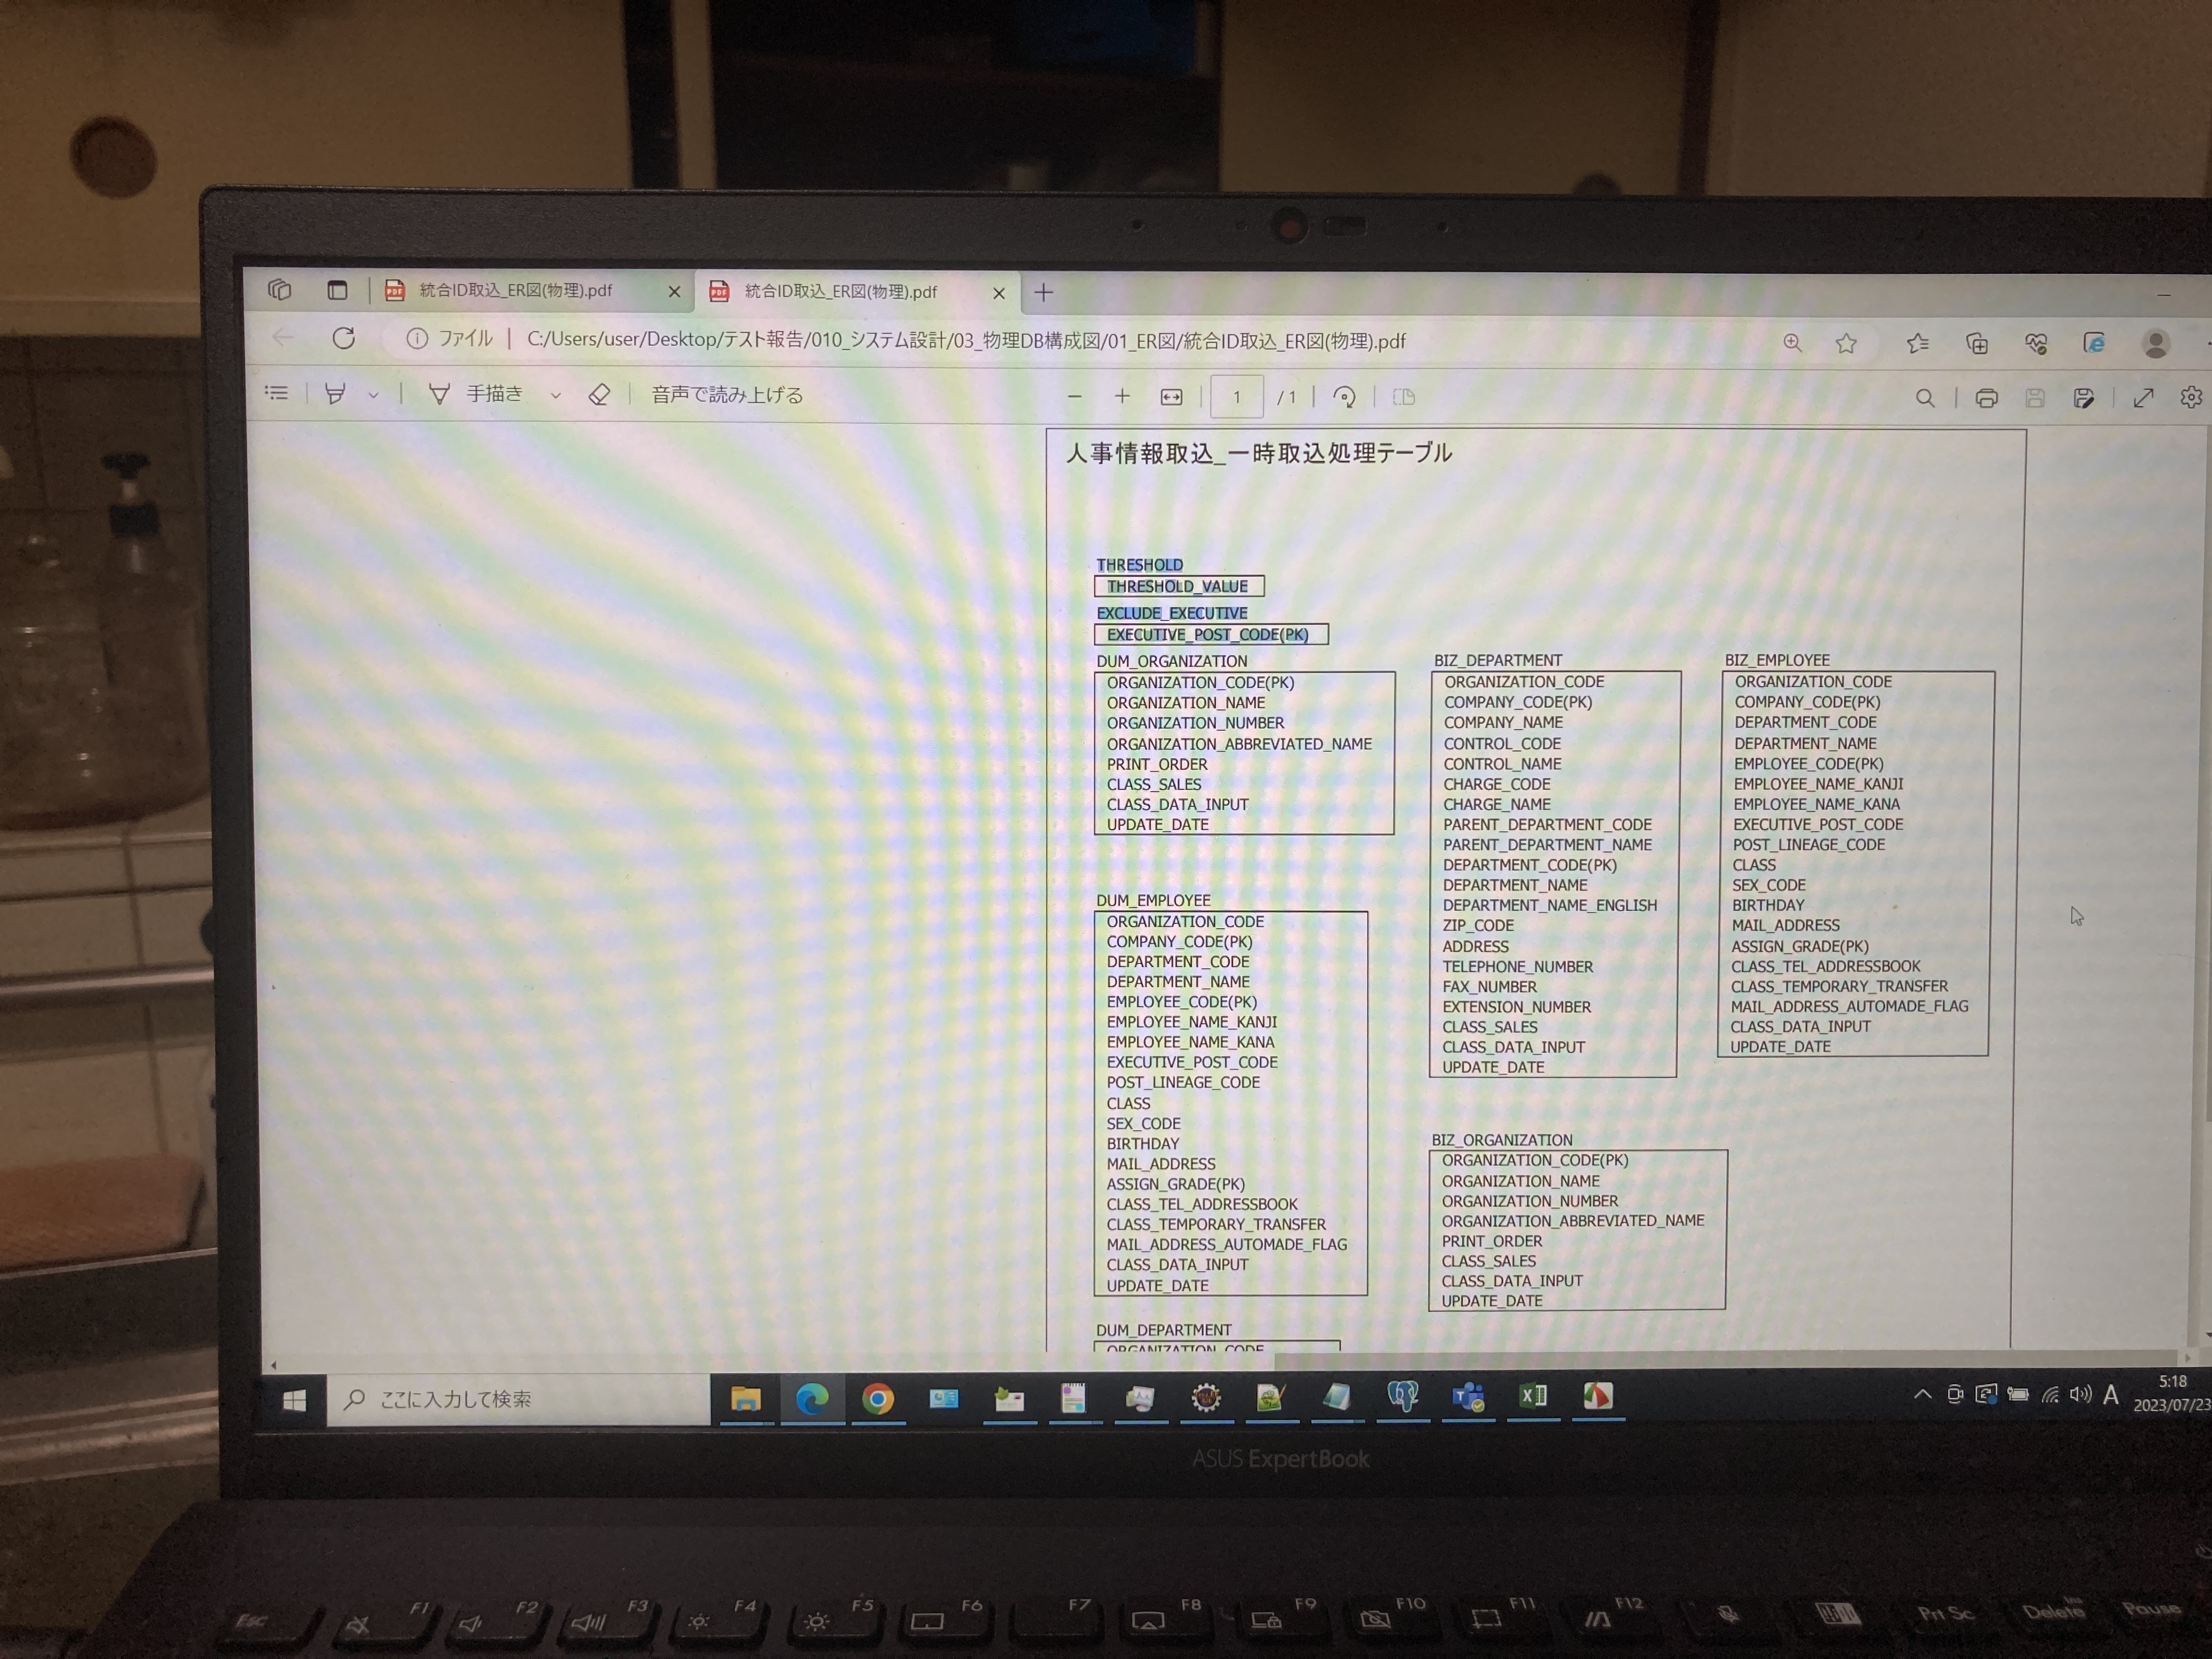 統合ID取込_ER図(物理).pdf
統合ID取込_ER図(物理).pdf
ファイル
C:/Users/user/Desktop/テスト報告/010_システム設計/03_物理DB構成図/01_ER図/統合ID取込_ER図(物理).pdf
手描き
音声で読み上げる
1
/ 1
人事情報取込_一時取込処理テーブル
THRESHOLD
THRESHOLD_VALUE
EXCLUDE_EXECUTIVE
EXECUTIVE_POST_CODE(PK)
DUM_ORGANIZATION
ORGANIZATION_CODE(PK)
ORGANIZATION_NAME
ORGANIZATION_NUMBER
ORGANIZATION_ABBREVIATED_NAME
PRINT_ORDER
CLASS_SALES
CLASS_DATA_INPUT
UPDATE_DATE
DUM_EMPLOYEE
ORGANIZATION_CODE
COMPANY_CODE(PK)
DEPARTMENT_CODE
DEPARTMENT_NAME
EMPLOYEE_CODE(PK)
EMPLOYEE_NAME_KANJI
EMPLOYEE_NAME_KANA
EXECUTIVE_POST_CODE
POST_LINEAGE_CODE
CLASS
SEX_CODE
BIRTHDAY
MAIL_ADDRESS
ASSIGN_GRADE(PK)
CLASS_TEL_ADDRESSBOOK
CLASS_TEMPORARY_TRANSFER
MAIL_ADDRESS_AUTOMADE_FLAG
CLASS_DATA_INPUT
UPDATE_DATE
DUM_DEPARTMENT
ORGANIZATION_CODE
BIZ_DEPARTMENT
ORGANIZATION_CODE
COMPANY_CODE(PK)
COMPANY_NAME
CONTROL_CODE
CONTROL_NAME
CHARGE_CODE
CHARGE_NAME
PARENT_DEPARTMENT_CODE
PARENT_DEPARTMENT_NAME
DEPARTMENT_CODE(PK)
DEPARTMENT_NAME
DEPARTMENT_NAME_ENGLISH
ZIP_CODE
ADDRESS
TELEPHONE_NUMBER
FAX_NUMBER
EXTENSION_NUMBER
CLASS_SALES
CLASS_DATA_INPUT
UPDATE_DATE
BIZ_ORGANIZATION
ORGANIZATION_CODE(PK)
ORGANIZATION_NAME
ORGANIZATION_NUMBER
ORGANIZATION_ABBREVIATED_NAME
PRINT_ORDER
CLASS_SALES
CLASS_DATA_INPUT
UPDATE_DATE
BIZ_EMPLOYEE
ORGANIZATION_CODE
COMPANY_CODE(PK)
DEPARTMENT_CODE
DEPARTMENT_NAME
EMPLOYEE_CODE(PK)
EMPLOYEE_NAME_KANJI
EMPLOYEE_NAME_KANA
EXECUTIVE_POST_CODE
POST_LINEAGE_CODE
CLASS
SEX_CODE
BIRTHDAY
MAIL_ADDRESS
ASSIGN_GRADE(PK)
CLASS_TEL_ADDRESSBOOK
CLASS_TEMPORARY_TRANSFER
MAIL_ADDRESS_AUTOMADE_FLAG
CLASS_DATA_INPUT
UPDATE_DATE
ここに入力して検索
A
5:18
2023/07/23
ASUS ExpertBook
Esc F1 F2 F3 F4 F5 F6 F7 F8 F9 F10 F11 F12 Prt Sc Delete Pause